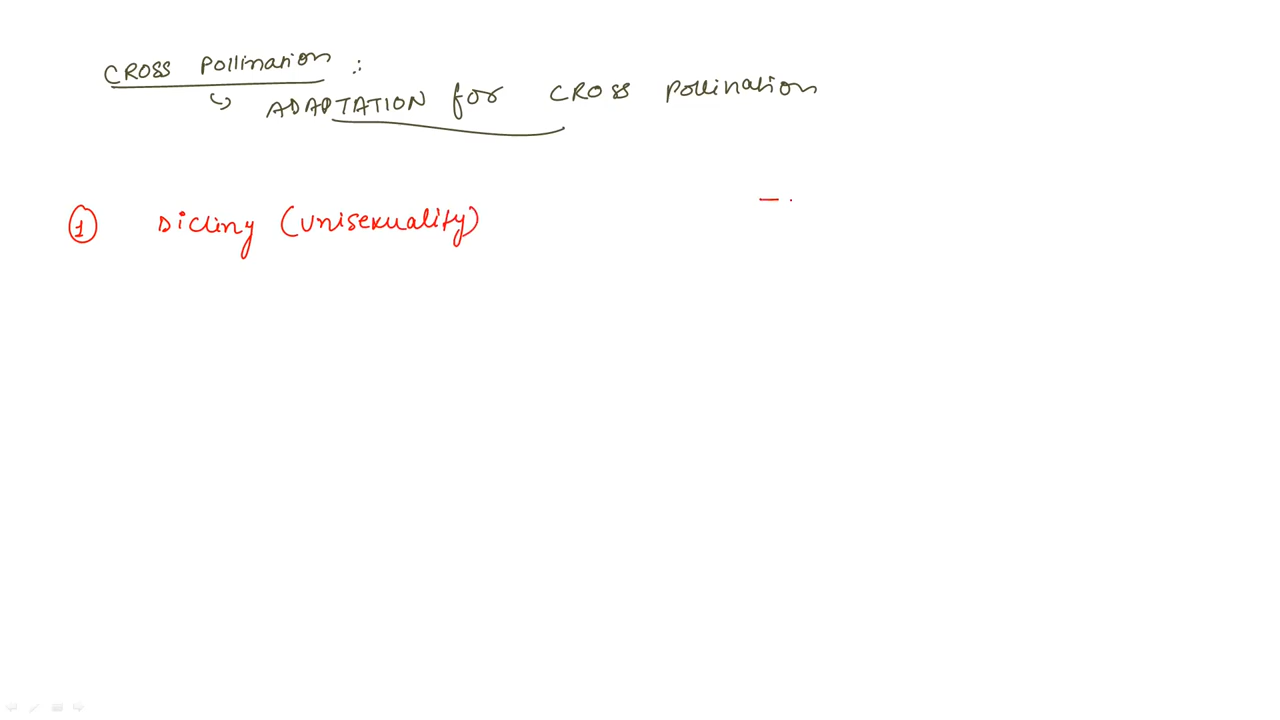 CROSS Pollination :
↳ ADAPTATION for CROSS Pollination
① Dicliny (Unisexuality)